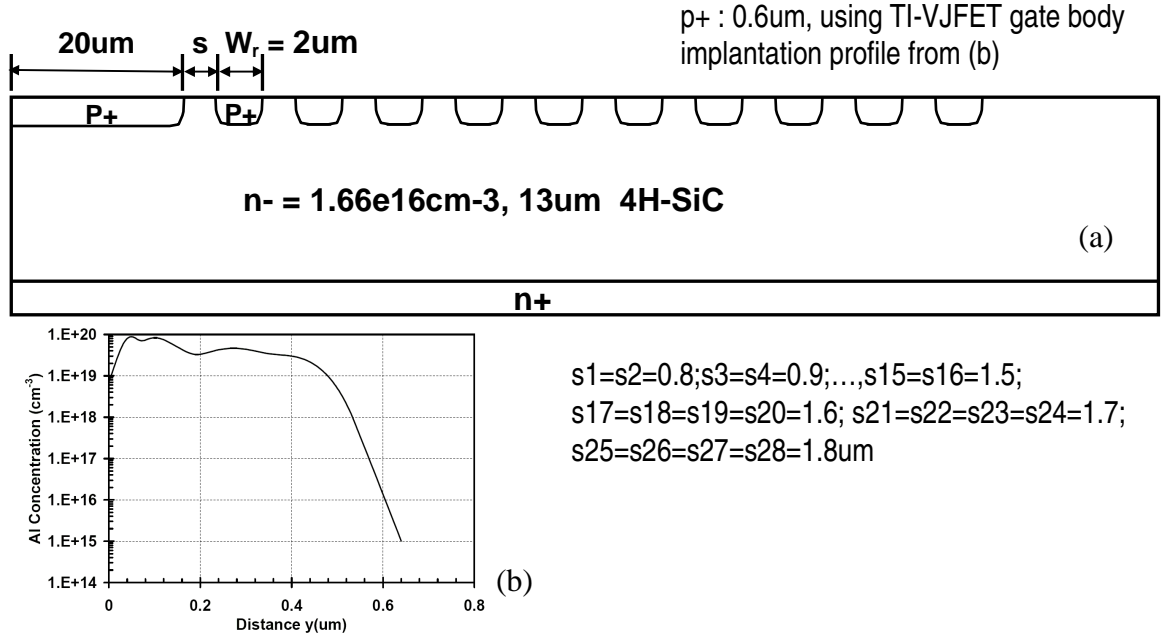 p+ : 0.6um, using TI-VJFET gate body
implantation profile from (b)
20um s Wr = 2um
P+ P+
n- = 1.66e16cm-3, 13um 4H-SiC
(a)
n+
1.E+20
1.E+19
1.E+18
1.E+17
1.E+16
1.E+15
1.E+14
Al Concentration (cm-3)
0 0.2 0.4 0.6 0.8
Distance y(um)
(b)
s1=s2=0.8;s3=s4=0.9;...,s15=s16=1.5;
s17=s18=s19=s20=1.6; s21=s22=s23=s24=1.7;
s25=s26=s27=s28=1.8um